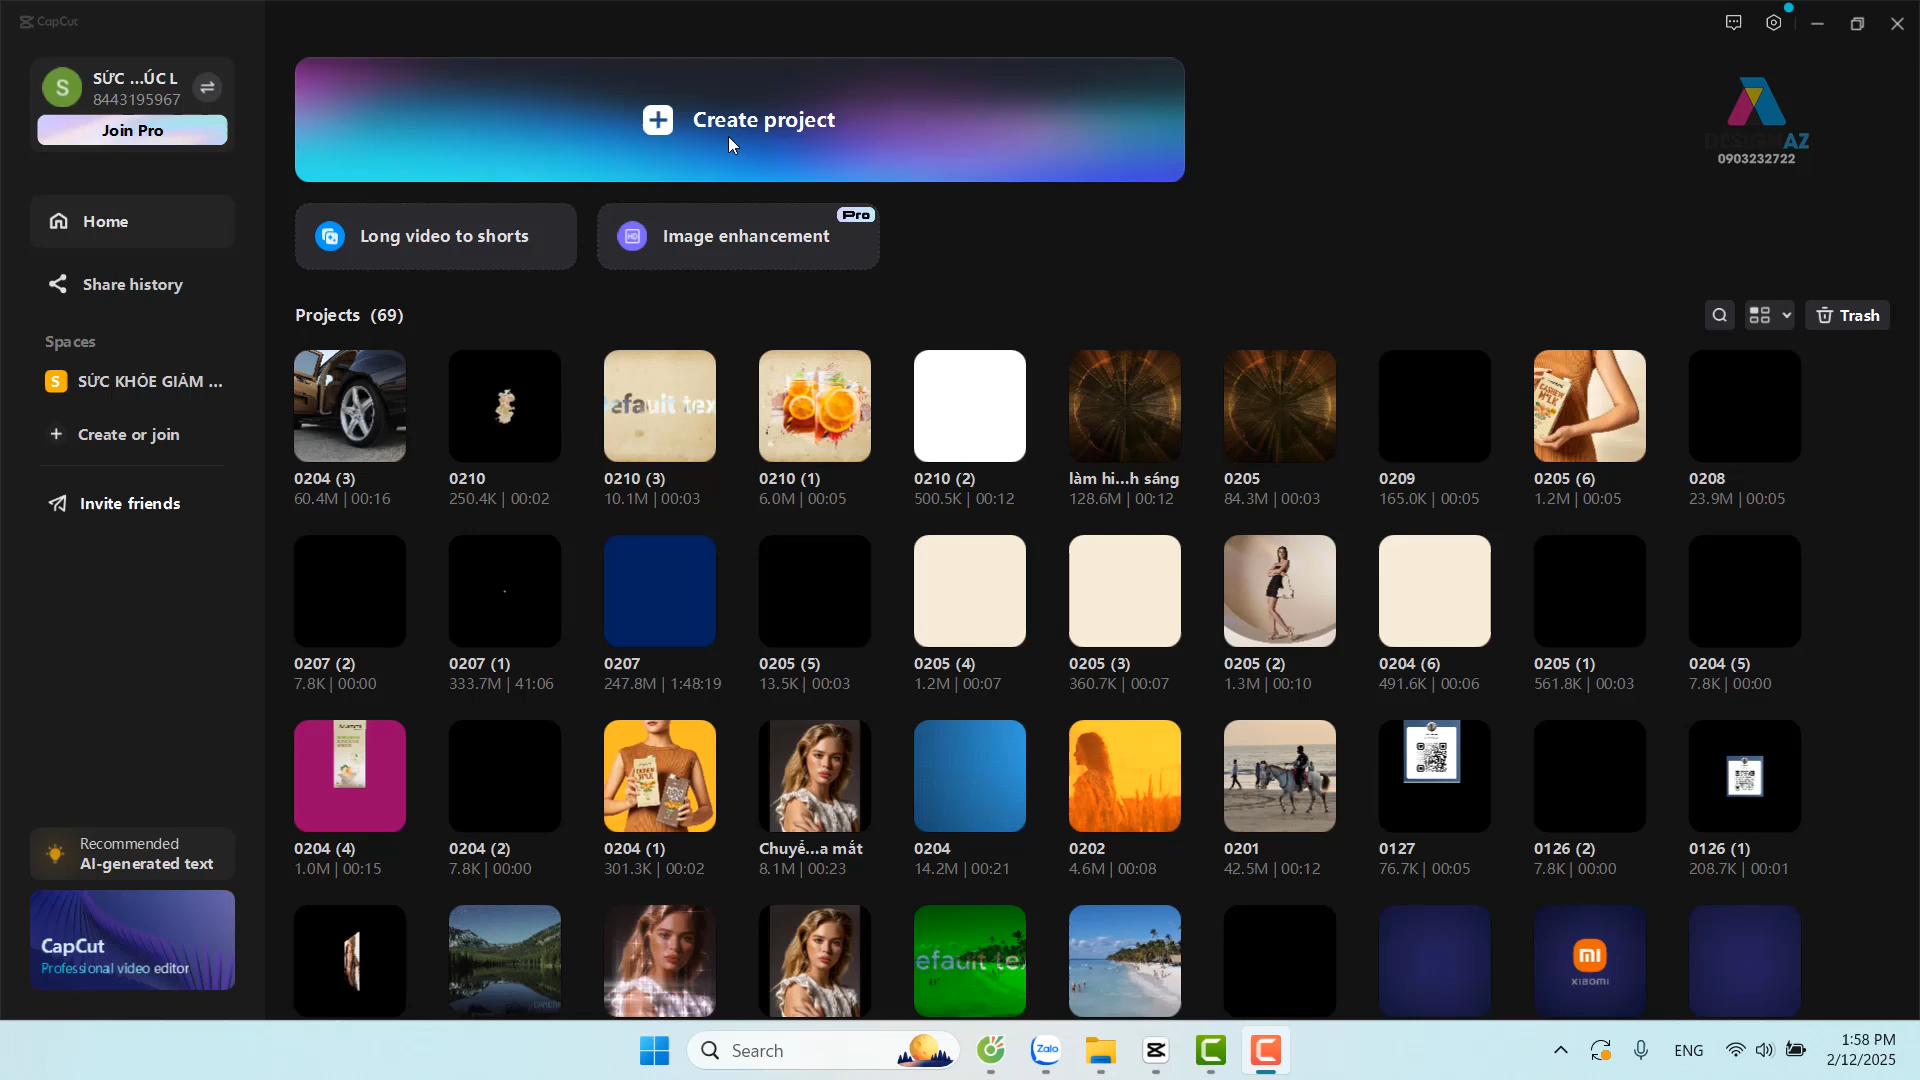 CapCut
S
SỨC ...ÚC L
8443195967
Join Pro
Home
Share history
Spaces
S
SỨC KHỎE GIẢM ...
Create or join
Invite friends
Recommended
AI-generated text
CapCut
Professional video editor
Create project
DESIGN AZ
0903232722
Long video to shorts
HD
Image enhancement
Pro
Projects (69)
Trash
0204 (3)
60.4M | 00:16
0210
250.4K | 00:02
efault tex
0210 (3)
10.1M | 00:03
0210 (1)
6.0M | 00:05
0210 (2)
500.5K | 00:12
làm hi...h sáng
128.6M | 00:12
0205
84.3M | 00:03
0209
165.0K | 00:05
CASHEW M*LK
0205 (6)
1.2M | 00:05
0208
23.9M | 00:05
0207 (2)
7.8K | 00:00
0207 (1)
333.7M | 41:06
0207
247.8M | 1:48:19
0205 (5)
13.5K | 00:03
0205 (4)
1.2M | 00:07
0205 (3)
360.7K | 00:07
0205 (2)
1.3M | 00:10
0204 (6)
491.6K | 00:06
0205 (1)
561.8K | 00:03
0204 (5)
7.8K | 00:00
0204 (4)
1.0M | 00:15
0204 (2)
7.8K | 00:00
0204 (1)
301.3K | 00:02
Chuyể...a mắt
8.1M | 00:23
0204
14.2M | 00:21
0202
4.6M | 00:08
0201
42.5M | 00:12
0127
76.7K | 00:05
0126 (2)
7.8K | 00:00
0126 (1)
208.7K | 00:01
efault te
mi
XIAOMI
Search
Zalo
ENG
1:58 PM
2/12/2025